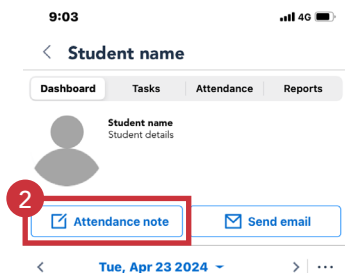 9:03 4G
Student name
Dashboard Tasks Attendance Reports
Student name
Student details
2
Attendance note Send email
Tue, Apr 23 2024